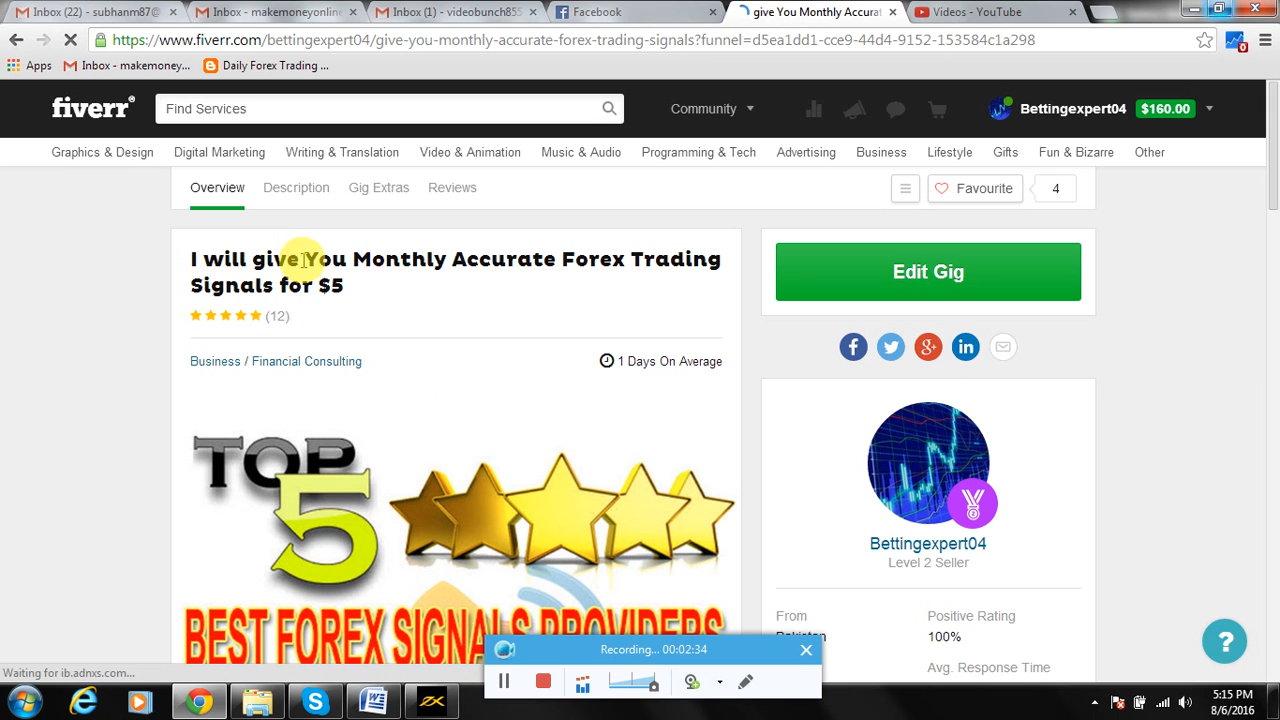 Inbox (22) - subhanm87@
Inbox - makemoneyonline
Inbox (1) - videobunch855
Facebook
give You Monthly Accurat
Videos - YouTube
https://www.fiverr.com/bettingexpert04/give-you-monthly-accurate-forex-trading-signals?funnel=d5ea1dd1-cce9-44d4-9152-153584c1a298
0
Apps
Inbox - makemoney...
Daily Forex Trading ...
fiverr®
Find Services
Community
Bettingexpert04
$160.00
Graphics & Design
Digital Marketing
Writing & Translation
Video & Animation
Music & Audio
Programming & Tech
Advertising
Business
Lifestyle
Gifts
Fun & Bizarre
Other
Overview
Description
Gig Extras
Reviews
Favourite
4
I will give You Monthly Accurate Forex Trading
Signals for $5
(12)
Business / Financial Consulting
1 Days On Average
Edit Gig
TOP
5
BEST FOREX SIGNALS PROVIDERS
Bettingexpert04
Level 2 Seller
From
Pakistan
Positive Rating
100%
Avg. Response Time
Recording... 00:02:34
?
Waiting for ib.adnxs.com...
5:15 PM
8/6/2016